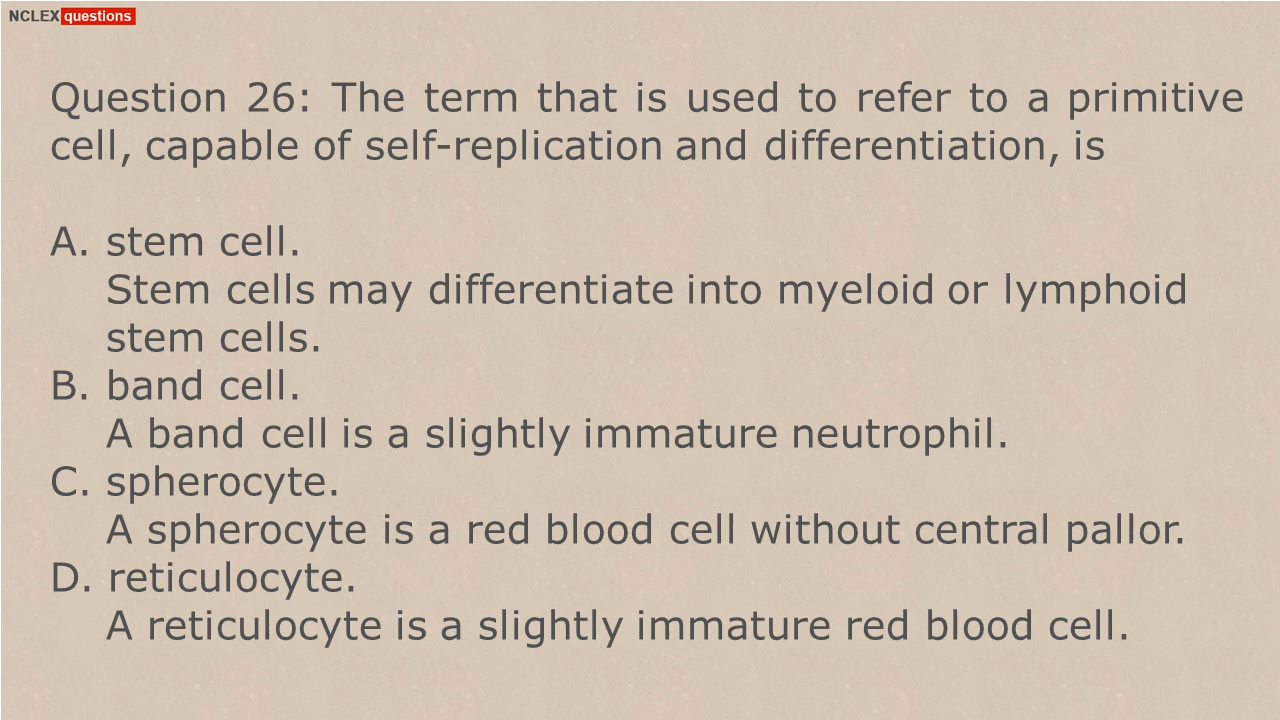 NCLEX questions
Question 26: The term that is used to refer to a primitive
cell, capable of self-replication and differentiation, is
A. stem cell.
Stem cells may differentiate into myeloid or lymphoid
stem cells.
B. band cell.
A band cell is a slightly immature neutrophil.
C. spherocyte.
A spherocyte is a red blood cell without central pallor.
D. reticulocyte.
A reticulocyte is a slightly immature red blood cell.